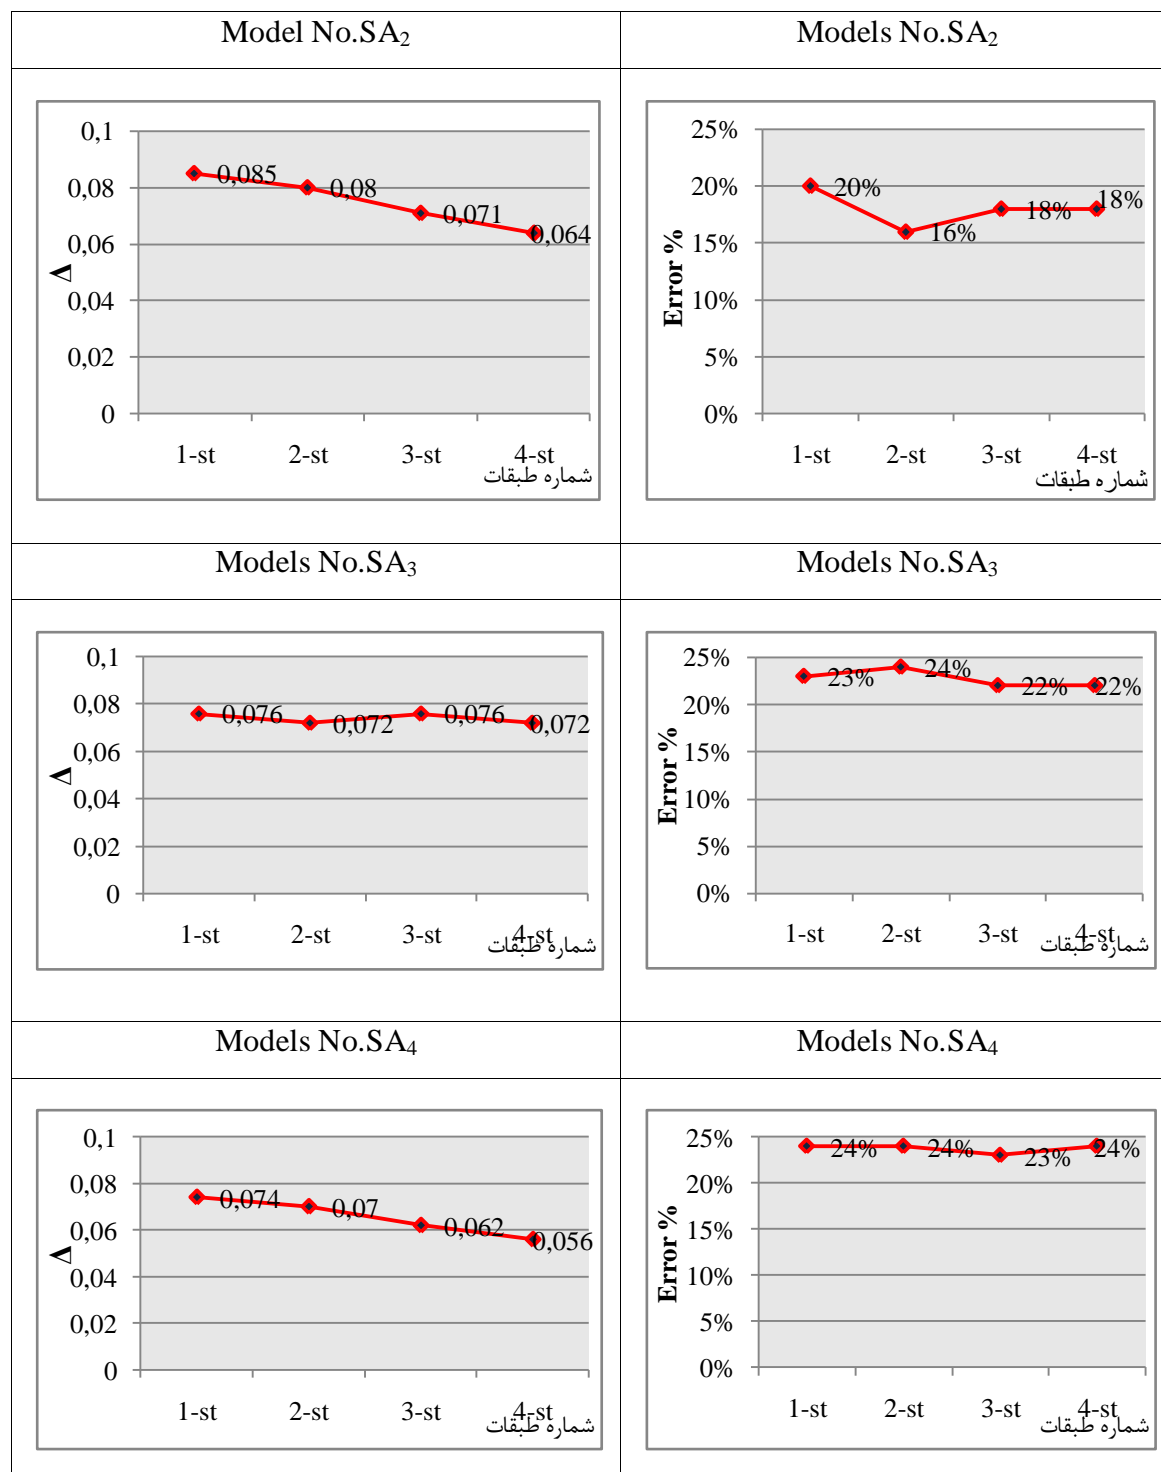 Model No.SA₂
Models No.SA₂
0,1
0,08
0,06
0,04
0,02
0
Δ
0,085
0,08
0,071
0,064
1-st 2-st 3-st 4-st
شماره طبقات
25%
20%
15%
10%
5%
0%
Error %
20%
16%
18%
18%
1-st 2-st 3-st 4-st
شماره طبقات
Models No.SA₃
Models No.SA₃
0,1
0,08
0,06
0,04
0,02
0
Δ
0,076
0,072
0,076
0,072
1-st 2-st 3-st 4-st
شماره طبقات
25%
20%
15%
10%
5%
0%
Error %
23%
24%
22%
22%
1-st 2-st 3-st 4-st
شماره طبقات
Models No.SA₄
Models No.SA₄
0,1
0,08
0,06
0,04
0,02
0
Δ
0,074
0,07
0,062
0,056
1-st 2-st 3-st 4-st
شماره طبقات
25%
20%
15%
10%
5%
0%
Error %
24%
24%
23%
24%
1-st 2-st 3-st 4-st
شماره طبقات